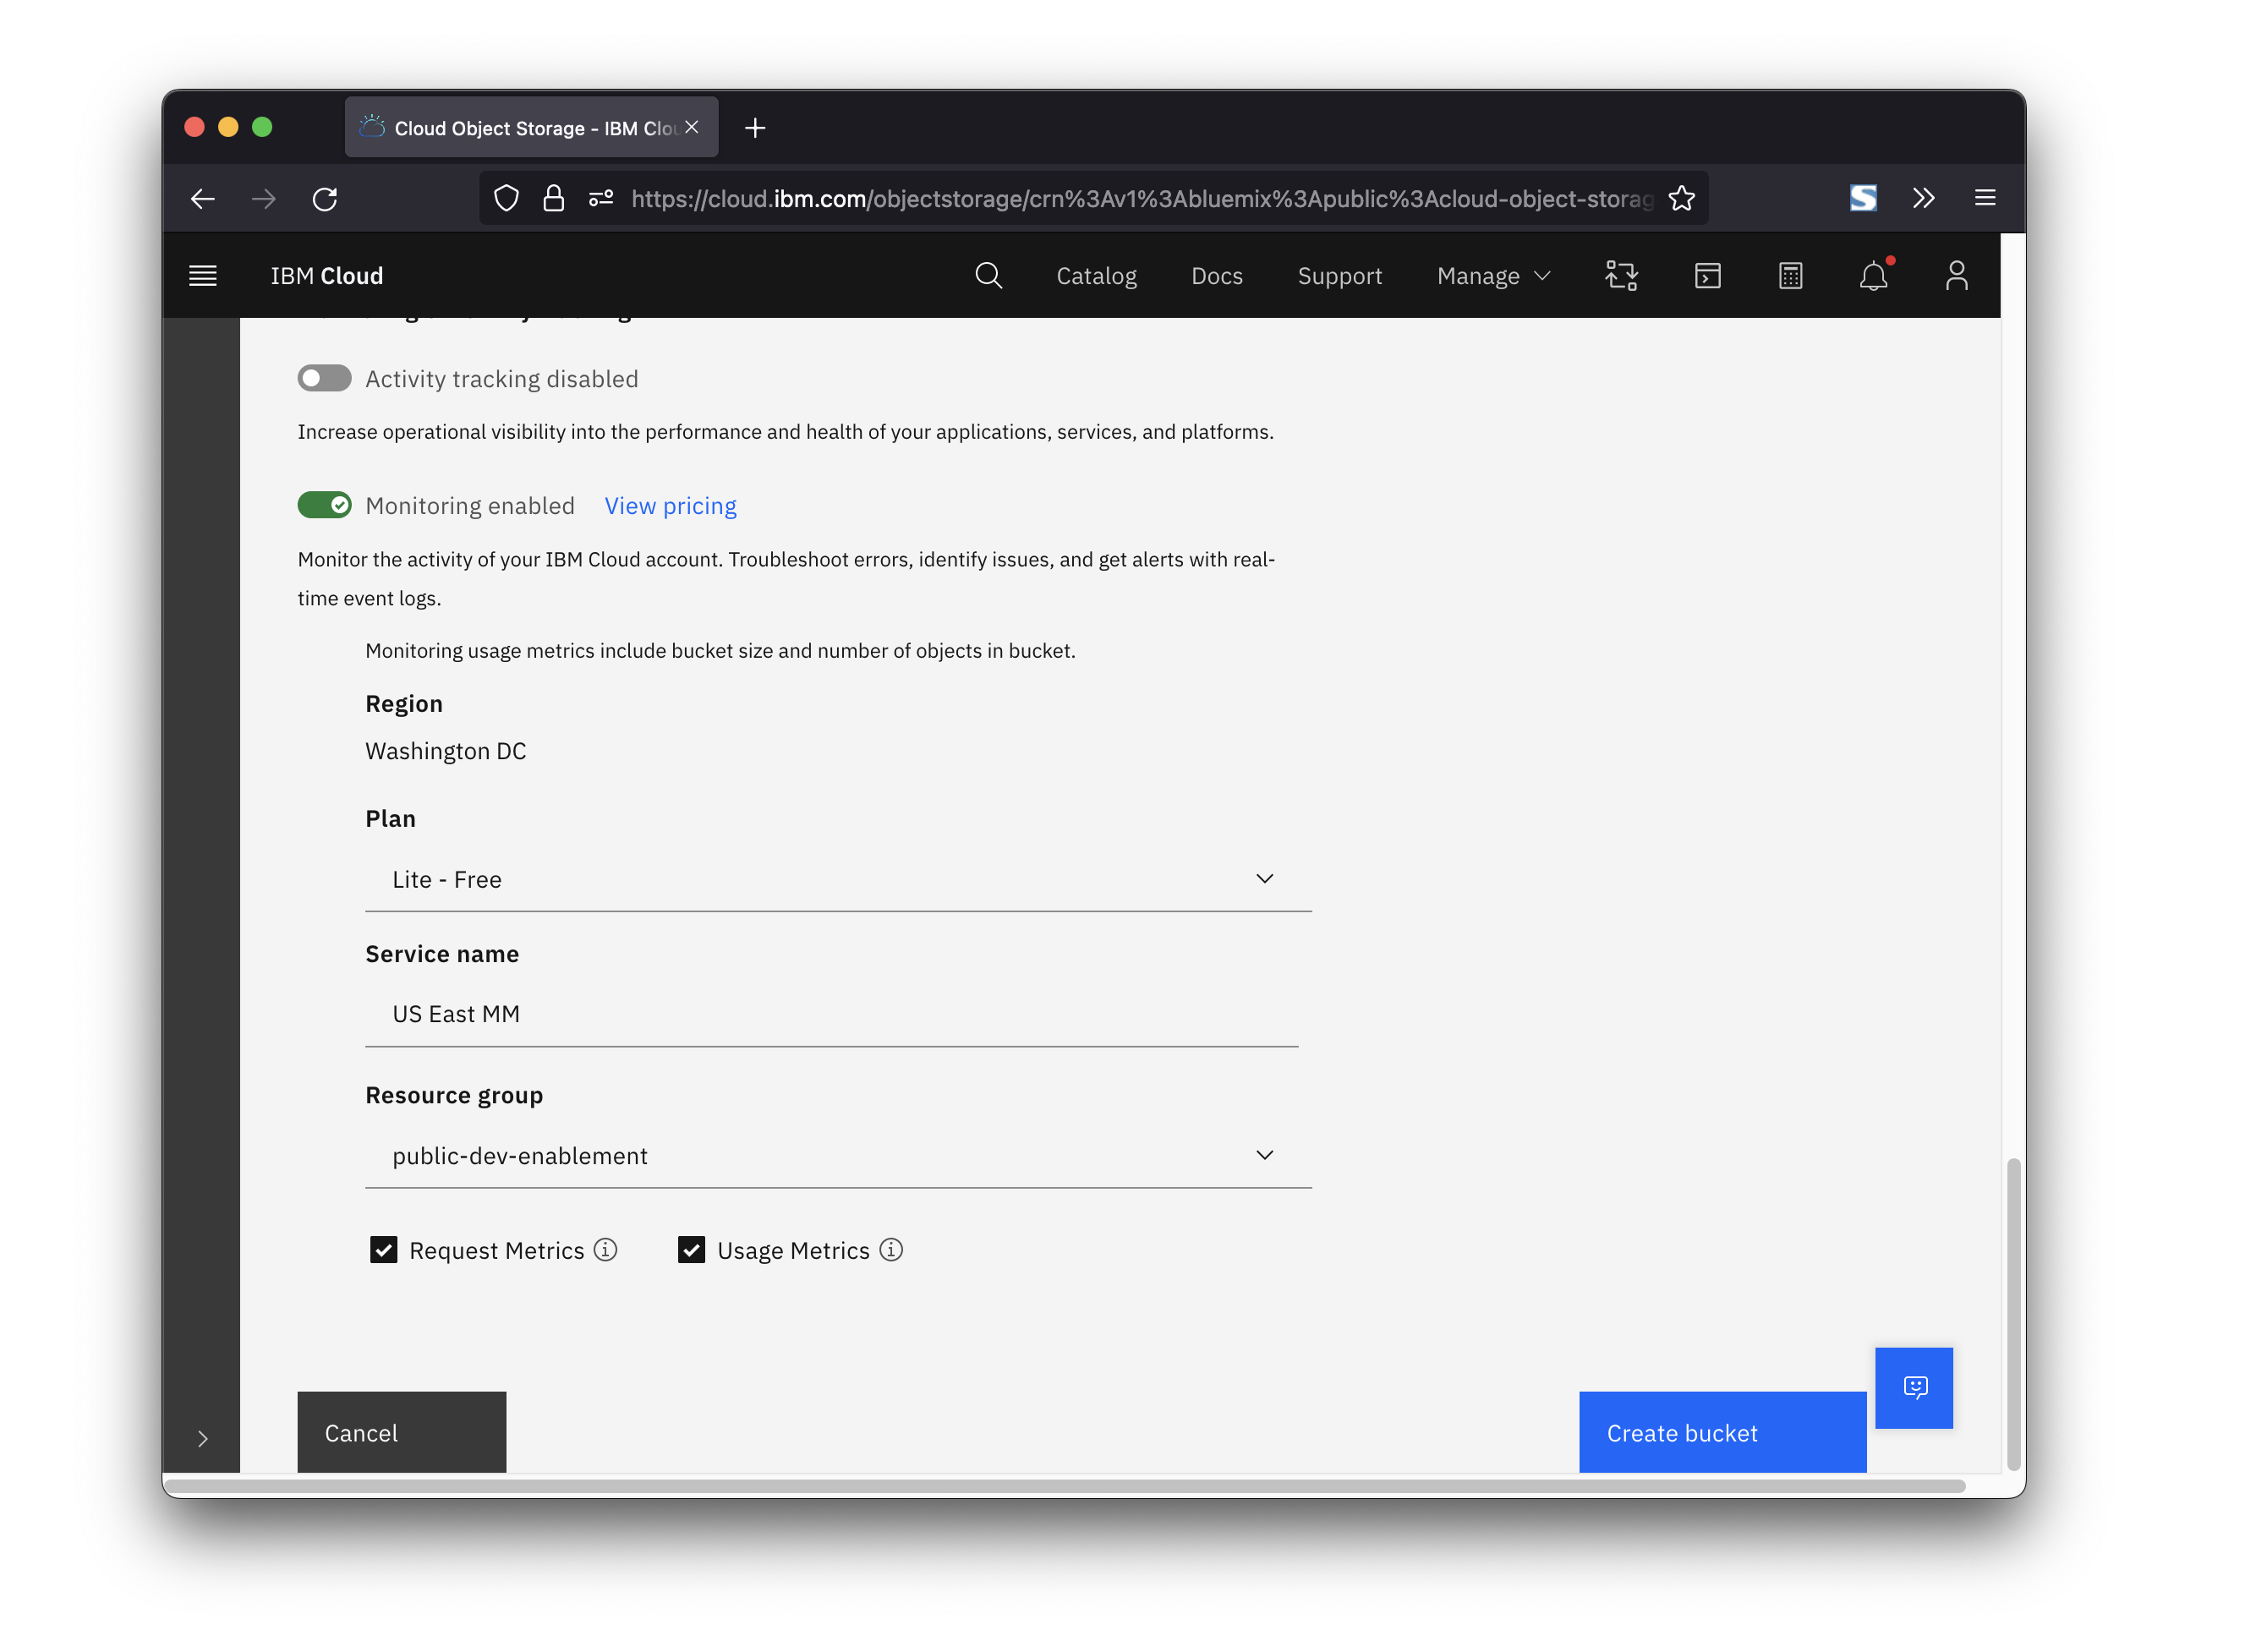 Cloud Object Storage - IBM Clou
https://cloud.ibm.com/objectstorage/crn%3Av1%3Abluemix%3Apublic%3Acloud-object-storag
IBM Cloud
Catalog
Docs
Support
Manage
Activity tracking disabled
Increase operational visibility into the performance and health of your applications, services, and platforms.
Monitoring enabled View pricing
Monitor the activity of your IBM Cloud account. Troubleshoot errors, identify issues, and get alerts with real-
time event logs.
Monitoring usage metrics include bucket size and number of objects in bucket.
Region
Washington DC
Plan
Lite - Free
Service name
US East MM
Resource group
public-dev-enablement
Request Metrics
Usage Metrics
Cancel
Create bucket